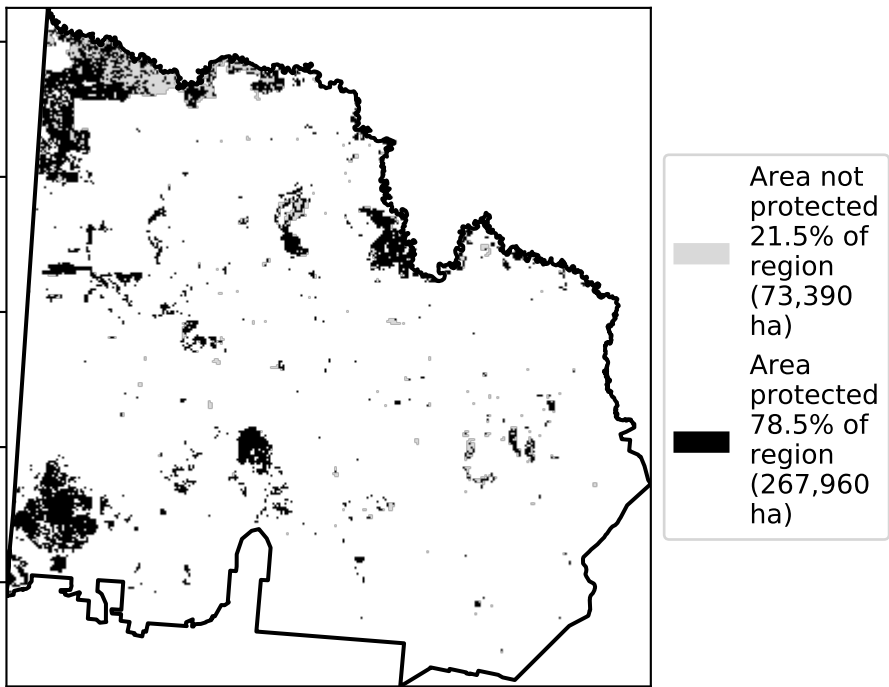 Area not
protected
21.5% of
region
(73,390
ha)
Area
protected
78.5% of
region
(267,960
ha)